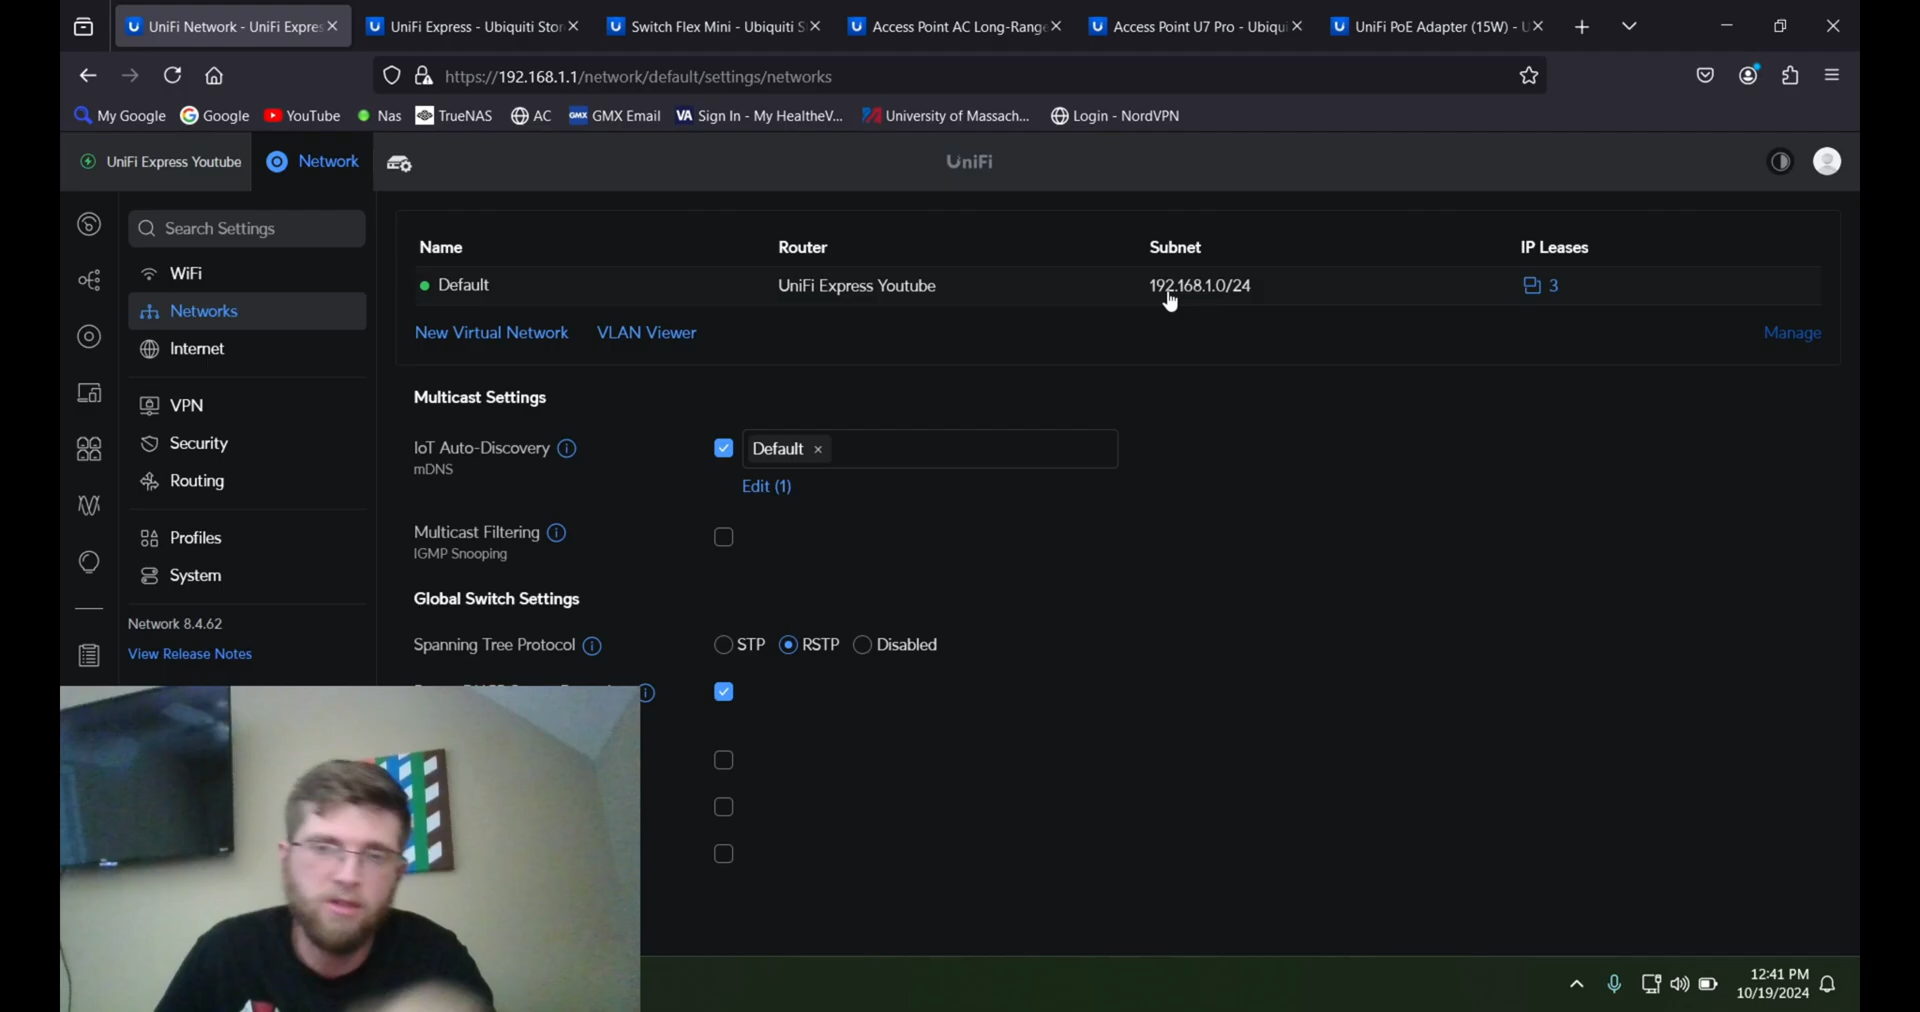 UniFi Network - UniFi Expres
UniFi Express - Ubiquiti Stor
Switch Flex Mini - Ubiquiti S
Access Point AC Long-Range
Access Point U7 Pro - Ubiqui
UniFi PoE Adapter (15W) - U
https://192.168.1.1/network/default/settings/networks
My Google
Google
YouTube
Nas
TrueNAS
AC
GMX
GMX Email
VA
Sign In - My HealtheV...
University of Massach...
Login - NordVPN
UniFi Express Youtube
Network
UniFi
Search Settings
WiFi
Networks
Internet
VPN
Security
Routing
Profiles
System
Network 8.4.62
View Release Notes
Name Router Subnet IP Leases
Default UniFi Express Youtube 192.168.1.0/24 3
New Virtual Network VLAN Viewer Manage
Multicast Settings
IoT Auto-Discovery Default
mDNS
Edit (1)
Multicast Filtering
IGMP Snooping
Global Switch Settings
Spanning Tree Protocol STP RSTP Disabled
12:41 PM
10/19/2024